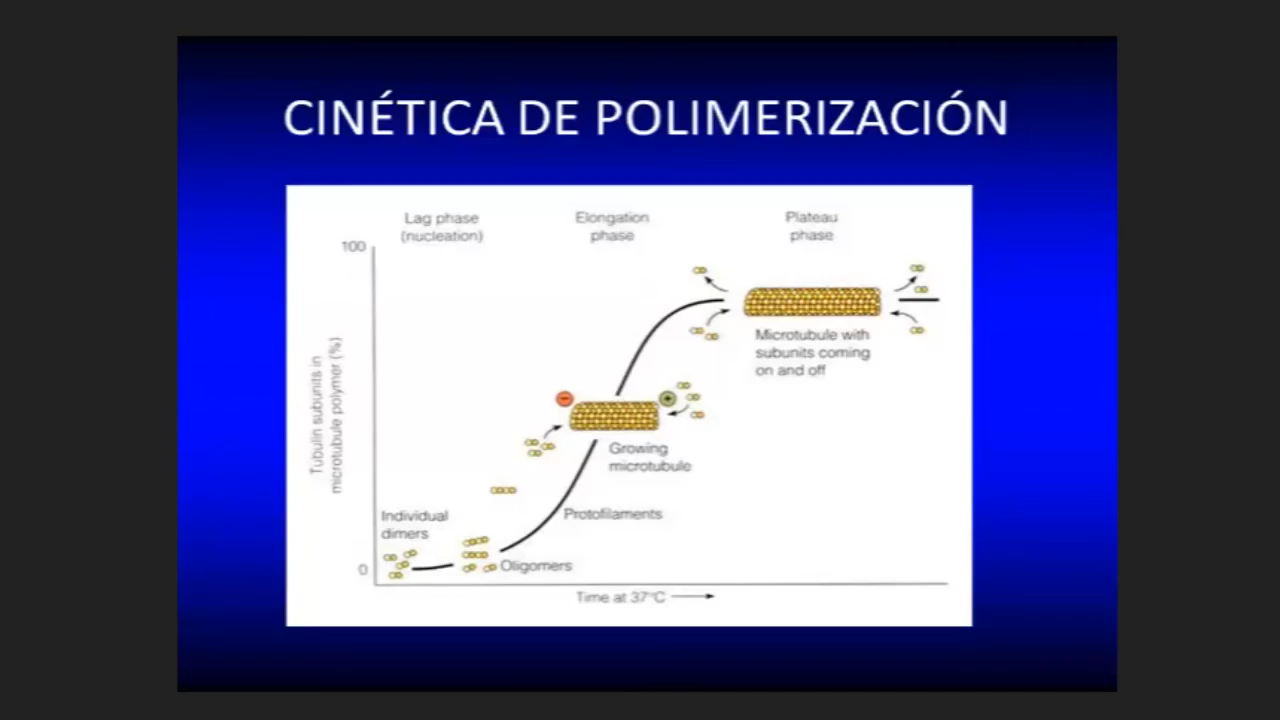 CINÉTICA DE POLIMERIZACIÓN
Lag phase
(nucleation)
Elongation
phase
Plateau
phase
100
Tubulin subunits in
microtubule polymer (%)
Microtubule with
subunits coming
on and off
−
+
Growing
microtubule
Individual
dimers
Protofilaments
Oligomers
0
Time at 37°C